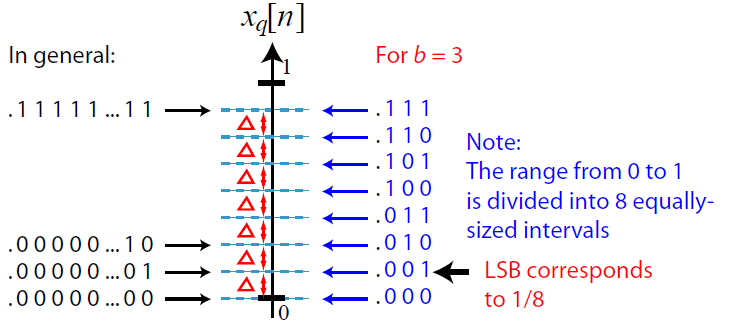 x_q[n]
In general:
For b = 3
1
.1 1 1 1 1 ... 1 1
.1 1 1
Δ
.1 1 0
Note:
Δ
The range from 0 to 1
.1 0 1
is divided into 8 equally-
Δ
.1 0 0
sized intervals
Δ
.0 1 1
Δ
.0 0 0 0 0 ... 1 0
.0 1 0
Δ
.0 0 0 0 0 ... 0 1
.0 0 1
LSB corresponds
Δ
to 1/8
.0 0 0 0 0 ... 0 0
.0 0 0
0